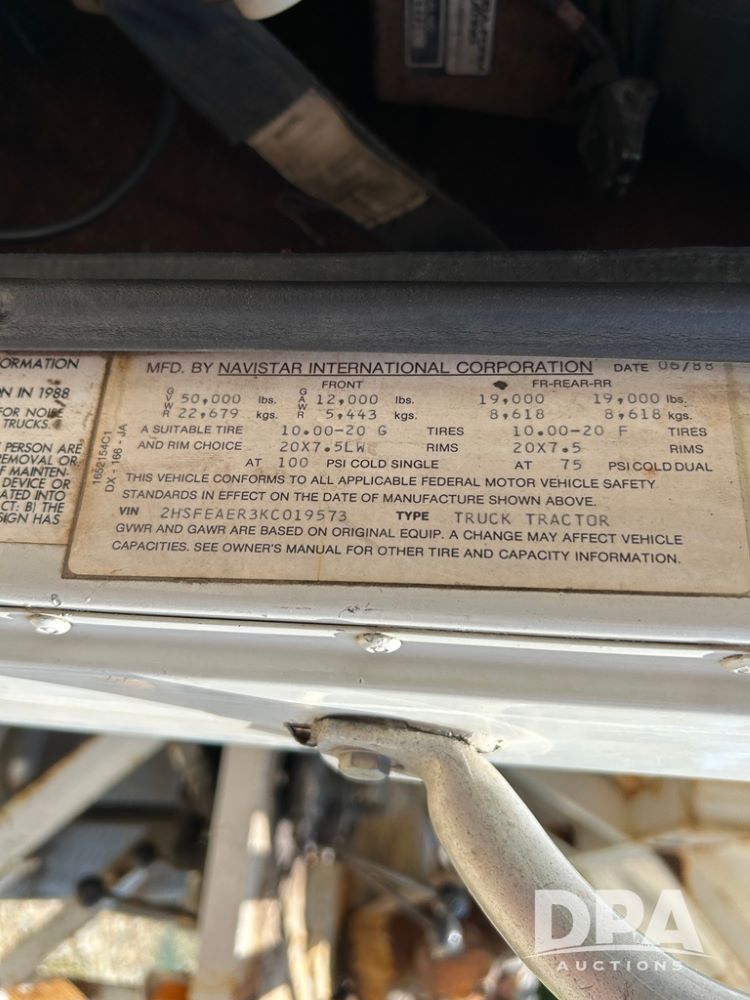 MFD. BY NAVISTAR INTERNATIONAL CORPORATION DATE 06/88
FRONT FR-REAR-RR
GVWR 50,000 lbs. GAWR 12,000 lbs. 19,000 19,000 lbs.
22,679 kgs. 5,443 kgs. 8,618 8,618 kgs.
A SUITABLE TIRE 10.00-20 G TIRES 10.00-20 F TIRES
AND RIM CHOICE 20X7.5LW RIMS 20X7.5 RIMS
AT 100 PSI COLD SINGLE AT 75 PSI COLD DUAL
THIS VEHICLE CONFORMS TO ALL APPLICABLE FEDERAL MOTOR VEHICLE SAFETY
STANDARDS IN EFFECT ON THE DATE OF MANUFACTURE SHOWN ABOVE.
VIN 2HSFEAER3KC019573 TYPE TRUCK TRACTOR
GVWR AND GAWR ARE BASED ON ORIGINAL EQUIP. A CHANGE MAY AFFECT VEHICLE
CAPACITIES. SEE OWNER'S MANUAL FOR OTHER TIRE AND CAPACITY INFORMATION.
1652154C1
DX - 166 - JA
ORMATION
N IN 1988
FOR NOISE
TRUCKS.
PERSON ARE
EMOVAL OR
F MAINTEN-
DEVICE OR
ATED INTO
CT: B) THE
SIGN HAS
DPA
AUCTIONS